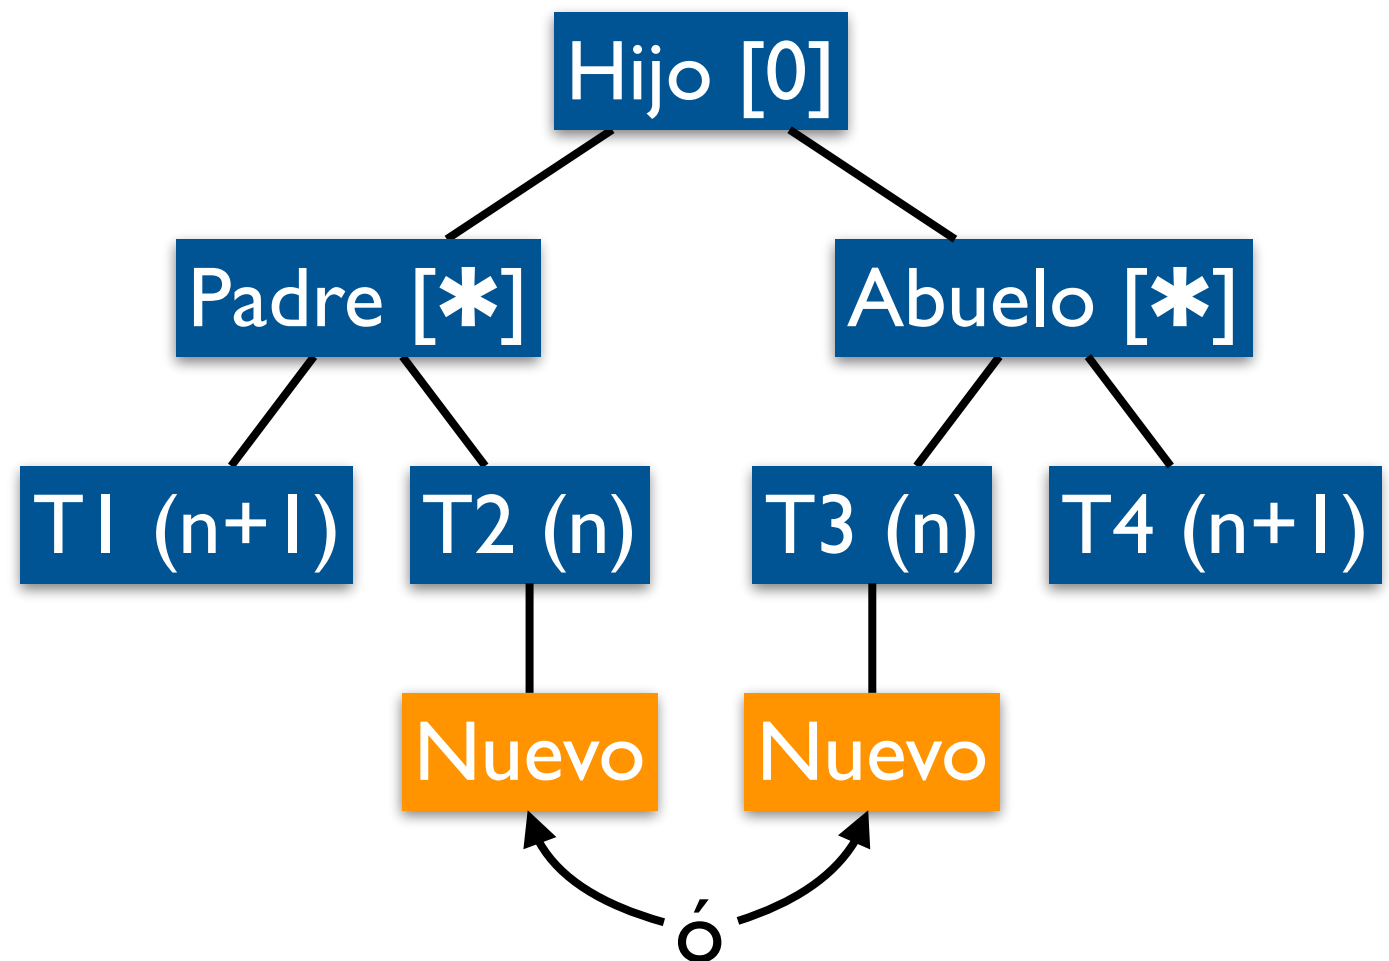 Hijo [0]
Padre [✱]
Abuelo [✱]
T1 (n+1)
T2 (n)
T3 (n)
T4 (n+1)
Nuevo
Nuevo
ó